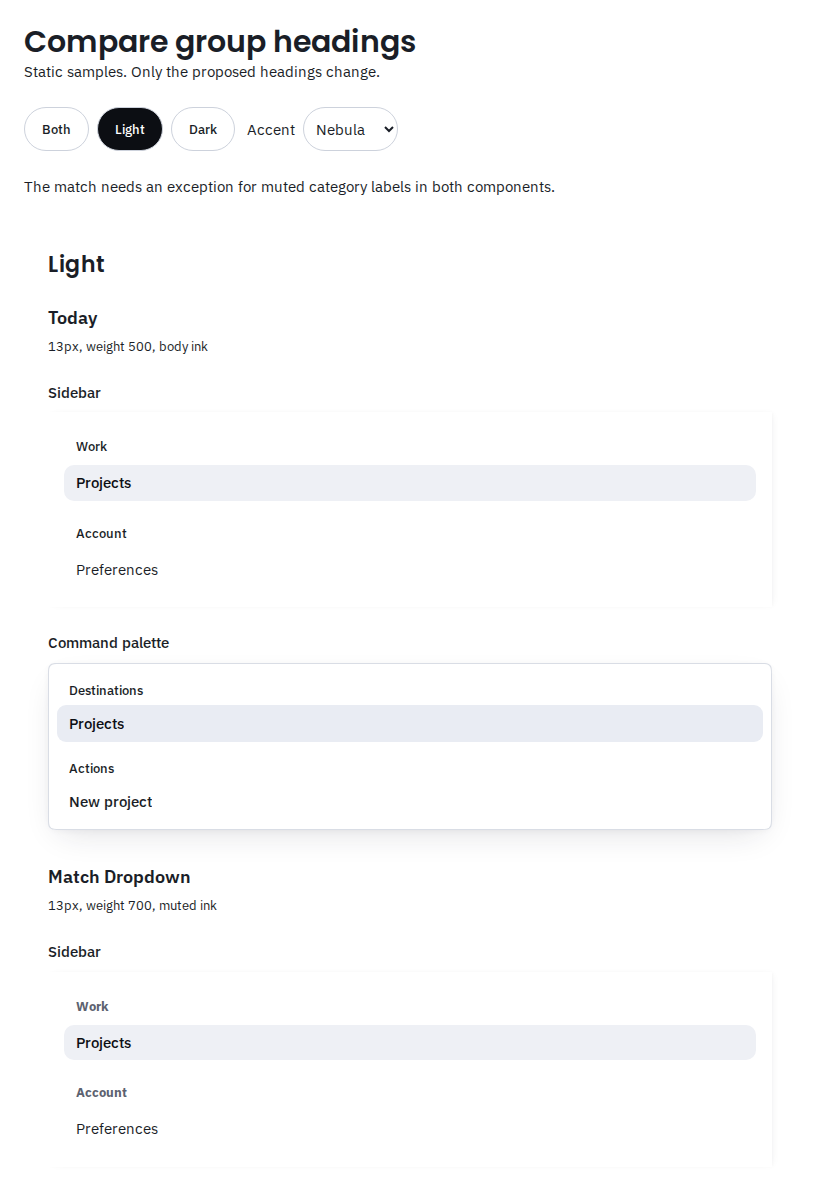 Compare group headings
Static samples. Only the proposed headings change.
Both Light Dark Accent Nebula
The match needs an exception for muted category labels in both components.
Light
Today
13px, weight 500, body ink
Sidebar
Work
Projects
Account
Preferences
Command palette
Destinations
Projects
Actions
New project
Match Dropdown
13px, weight 700, muted ink
Sidebar
Work
Projects
Account
Preferences